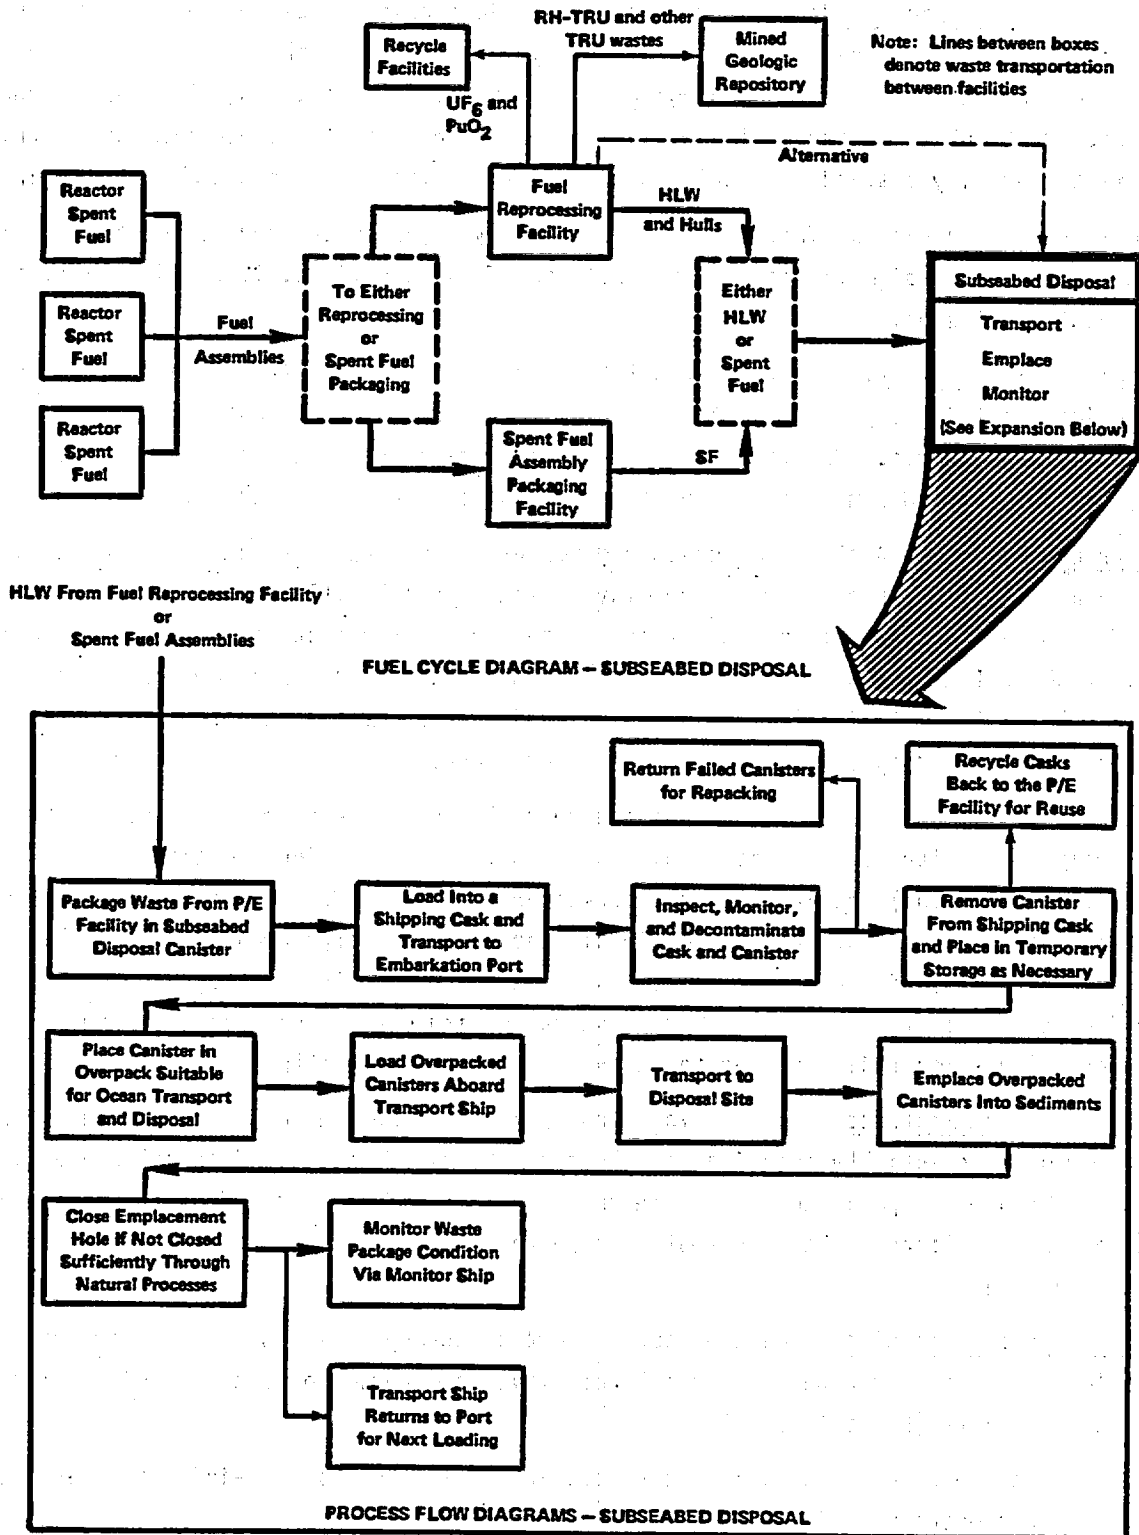 RH-TRU and other
TRU wastes
Recycle
Facilities
Mined
Geologic
Repository
Note: Lines between boxes
denote waste transportation
between facilities
UF6 and
PuO2
Alternative
Reactor
Spent
Fuel
Fuel
Reprocessing
Facility
HLW
and Hulls
Reactor
Spent
Fuel
Fuel
Assemblies
To Either
Reprocessing
or
Spent Fuel
Packaging
Either
HLW
or
Spent
Fuel
Subseabed Disposal
Transport
Emplace
Monitor
(See Expansion Below)
Reactor
Spent
Fuel
Spent Fuel
Assembly
Packaging
Facility
SF
HLW From Fuel Reprocessing Facility
or
Spent Fuel Assemblies
FUEL CYCLE DIAGRAM – SUBSEABED DISPOSAL
Return Failed Canisters
for Repacking
Recycle Casks
Back to the P/E
Facility for Reuse
Package Waste From P/E
Facility in Subseabed
Disposal Canister
Load Into a
Shipping Cask and
Transport to
Embarkation Port
Inspect, Monitor,
and Decontaminate
Cask and Canister
Remove Canister
From Shipping Cask
and Place in Temporary
Storage as Necessary
Place Canister in
Overpack Suitable
for Ocean Transport
and Disposal
Load Overpacked
Canisters Aboard
Transport Ship
Transport to
Disposal Site
Emplace Overpacked
Canisters Into Sediments
Close Emplacement
Hole If Not Closed
Sufficiently Through
Natural Processes
Monitor Waste
Package Condition
Via Monitor Ship
Transport Ship
Returns to Port
for Next Loading
PROCESS FLOW DIAGRAMS – SUBSEABED DISPOSAL